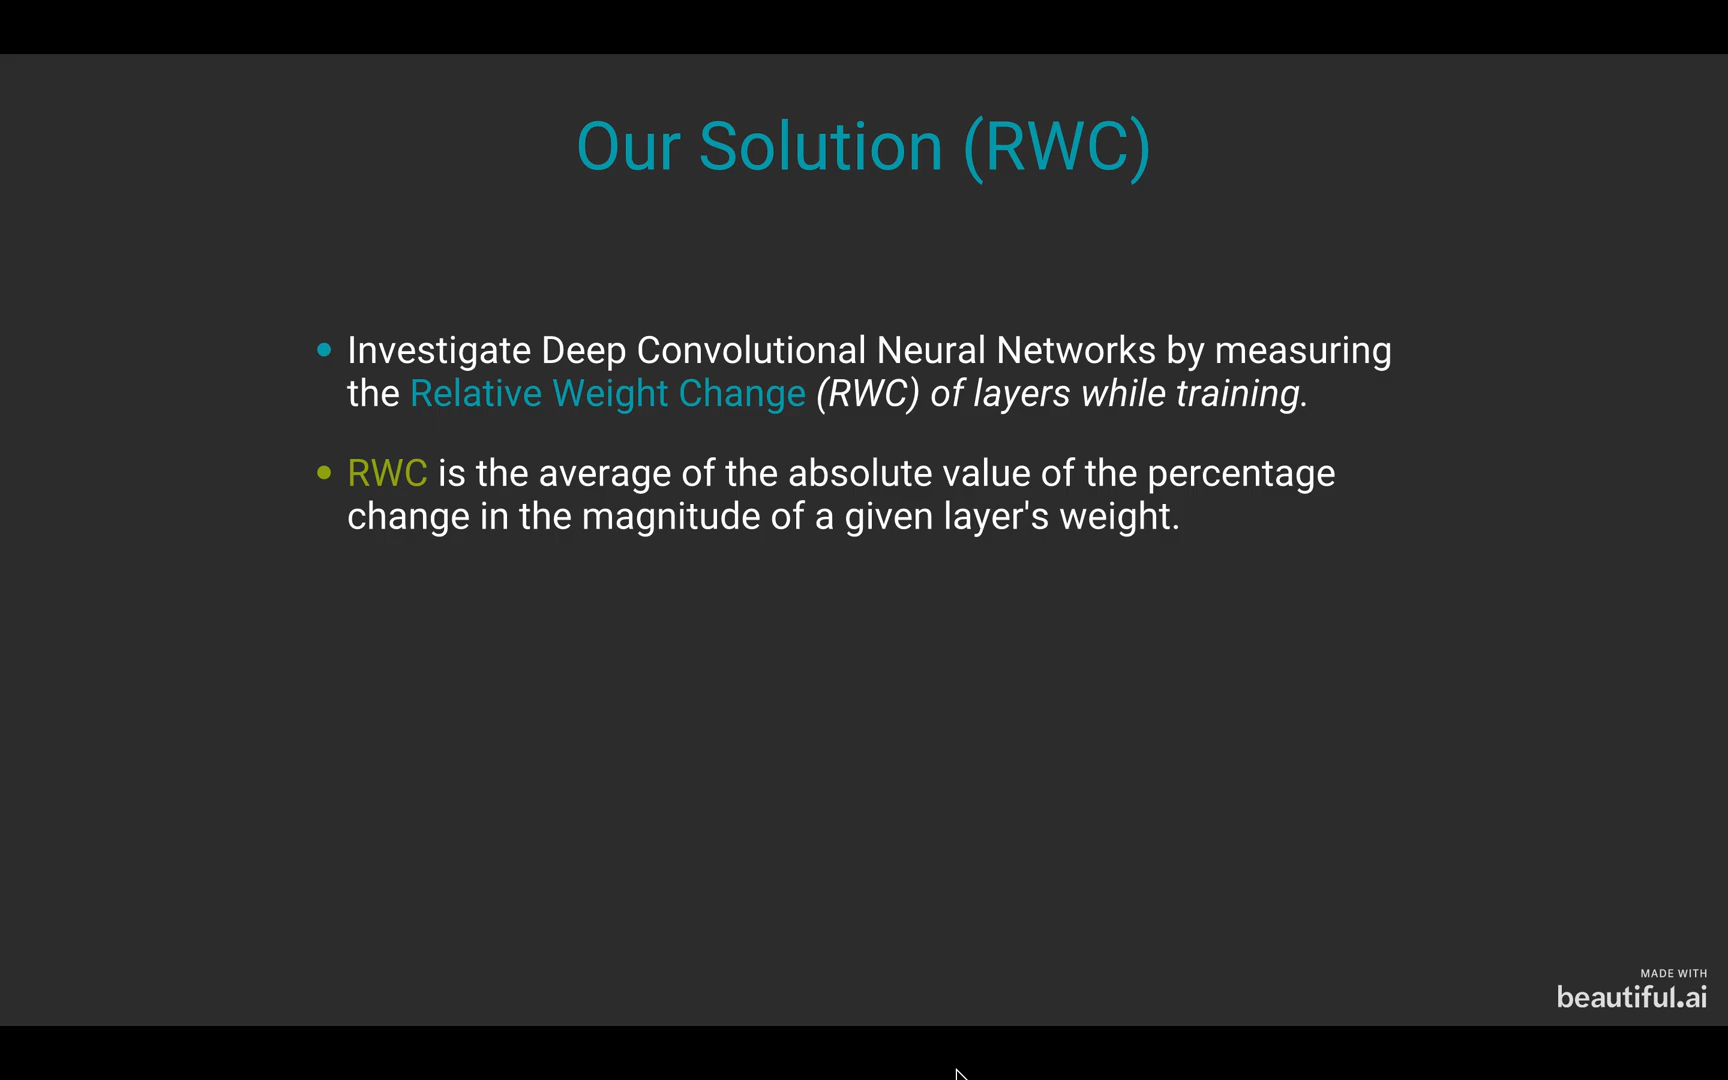 Our Solution (RWC)
• Investigate Deep Convolutional Neural Networks by measuring
the Relative Weight Change (RWC) of layers while training.
• RWC is the average of the absolute value of the percentage
change in the magnitude of a given layer's weight.
MADE WITH
beautiful.ai